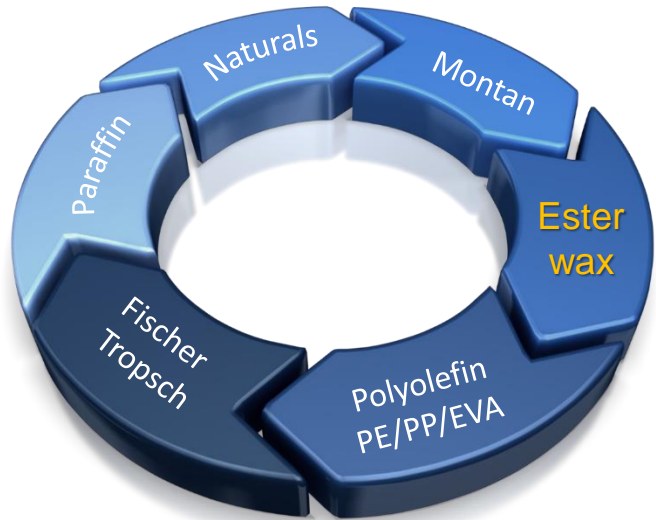 Naturals
Montan
Ester
wax
Polyolefin
PE/PP/EVA
Fischer
Tropsch
Paraffin